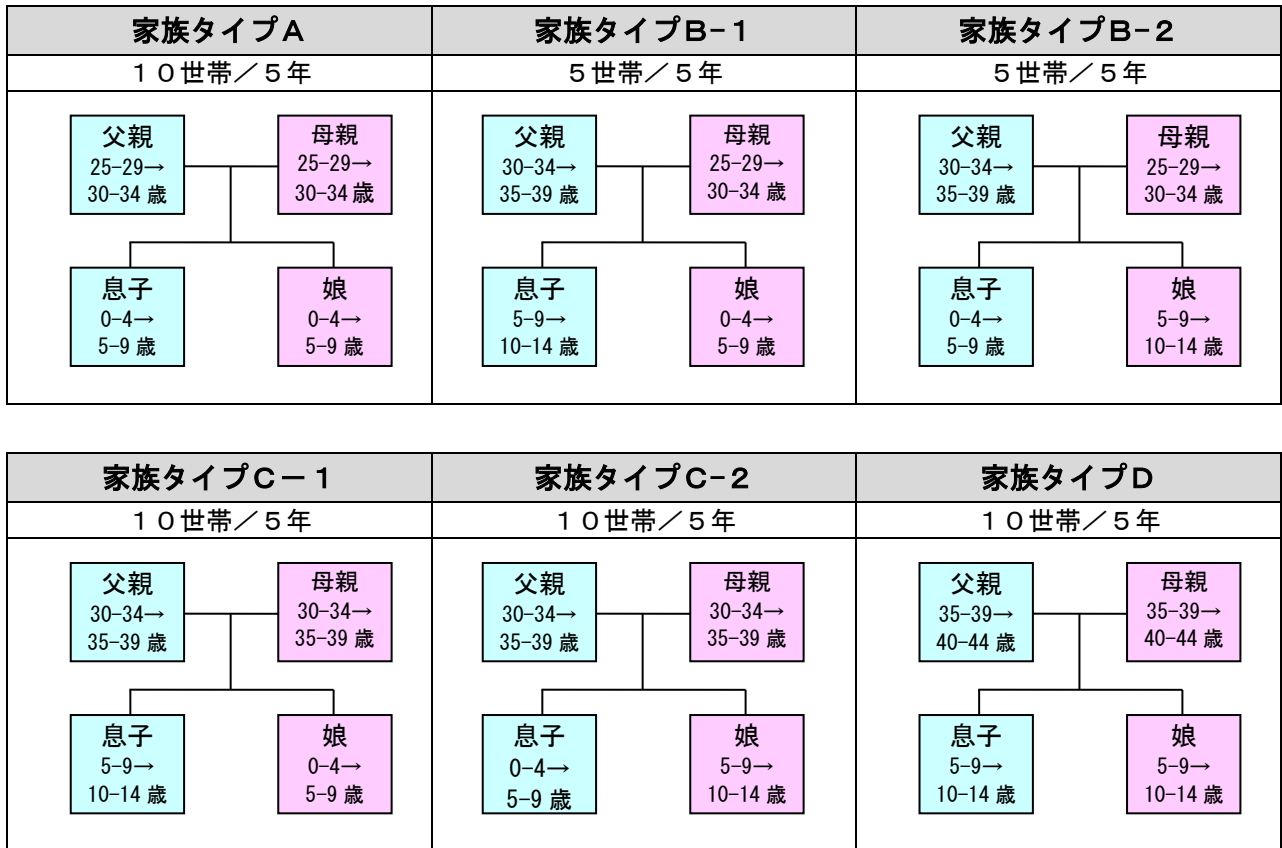 家族タイプA 家族タイプB-1 家族タイプB-2
10世帯/5年 5世帯/5年 5世帯/5年
父親 母親 父親 母親 父親 母親
25-29→ 25-29→ 30-34→ 25-29→ 30-34→ 25-29→
30-34 歳 30-34 歳 35-39 歳 30-34 歳 35-39 歳 30-34 歳
息子 娘 息子 娘 息子 娘
0-4→ 0-4→ 5-9→ 0-4→ 0-4→ 5-9→
5-9 歳 5-9 歳 10-14 歳 5-9 歳 5-9 歳 10-14 歳
家族タイプC-1 家族タイプC-2 家族タイプD
10世帯/5年 10世帯/5年 10世帯/5年
父親 母親 父親 母親 父親 母親
30-34→ 30-34→ 30-34→ 30-34→ 35-39→ 35-39→
35-39 歳 35-39 歳 35-39 歳 35-39 歳 40-44 歳 40-44 歳
息子 娘 息子 娘 息子 娘
5-9→ 0-4→ 0-4→ 5-9→ 5-9→ 5-9→
10-14 歳 5-9 歳 5-9 歳 10-14 歳 10-14 歳 10-14 歳